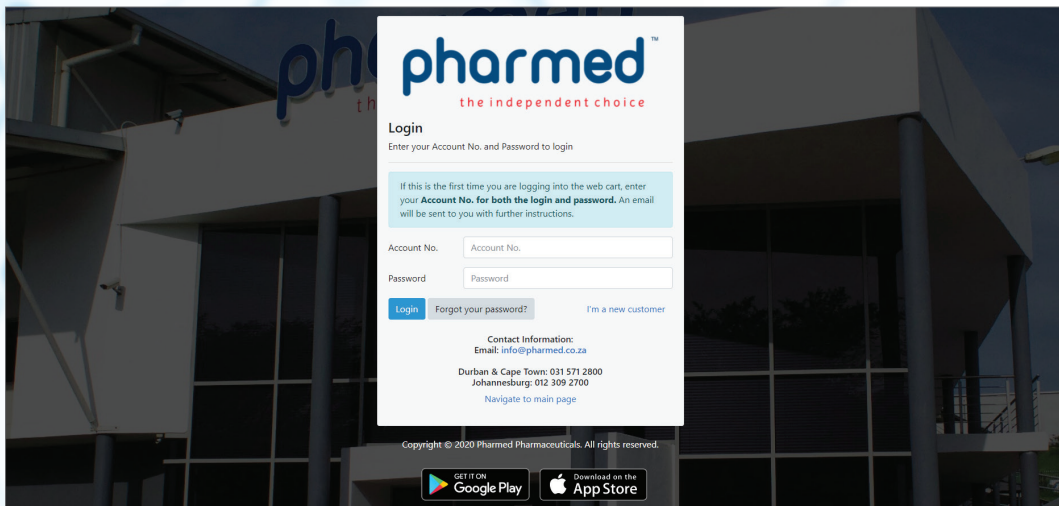 ph
th
pharmed™
the independent choice
Login
Enter your Account No. and Password to login
If this is the first time you are logging into the web cart, enter
your Account No. for both the login and password. An email
will be sent to you with further instructions.
Account No. Account No.
Password Password
Login Forgot your password? I'm a new customer
Contact Information:
Email: info@pharmed.co.za
Durban & Cape Town: 031 571 2800
Johannesburg: 012 309 2700
Navigate to main page
Copyright © 2020 Pharmed Pharmaceuticals. All rights reserved.
GET IT ON
Google Play
Download on the
App Store